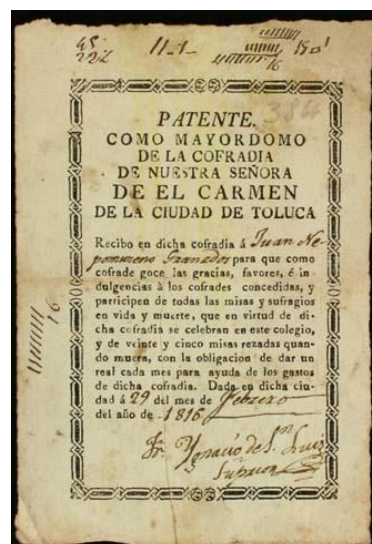 45
11-1-
16
PATENTE.
COMO MAYORDOMO
DE LA COFRADIA
DE NUESTRA SEÑORA
DE EL CARMEN
DE LA CIUDAD DE TOLUCA
Recibo en dicha cofradia á Juan Ne-
pomuceno Granados para que como
cofrade goce las gracias, favores, é in-
dulgencias à los cofrades concedidas, y
participen de todas las misas y sufragios
en vida y muerte, que en virtud de di-
cha cofradia se celebran en este colegio,
y de veinte y cinco misas rezadas quan-
do muera, con la obligacion de dar un
real cada mes para ayuda de los gastos
de dicha cofradia. Dada en dicha ciu-
dad á 29 del mes de Febrero
del año de 1816
Fr. Ygnacio de Sn. Luis
16